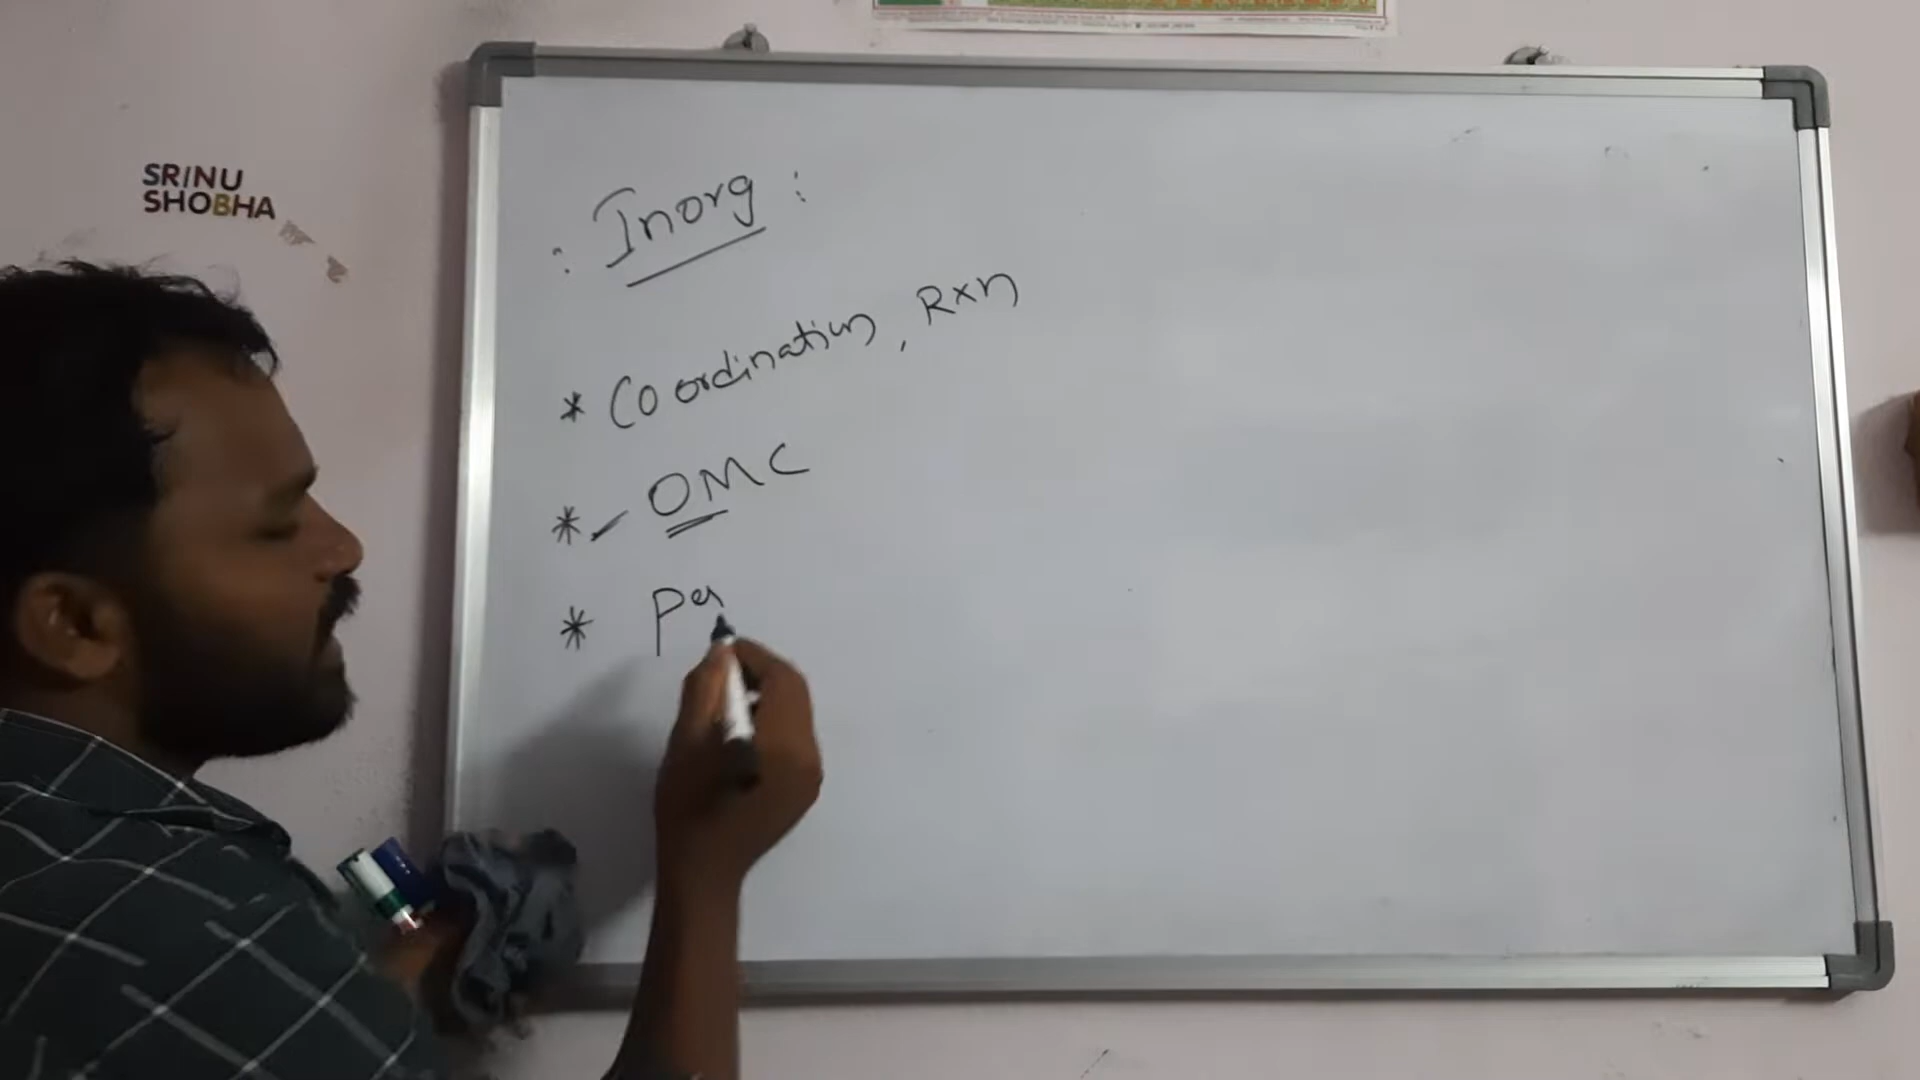 SRINU
SHOBHA
: Inorg :
* Coordination, Rxn
* OMC
* Per